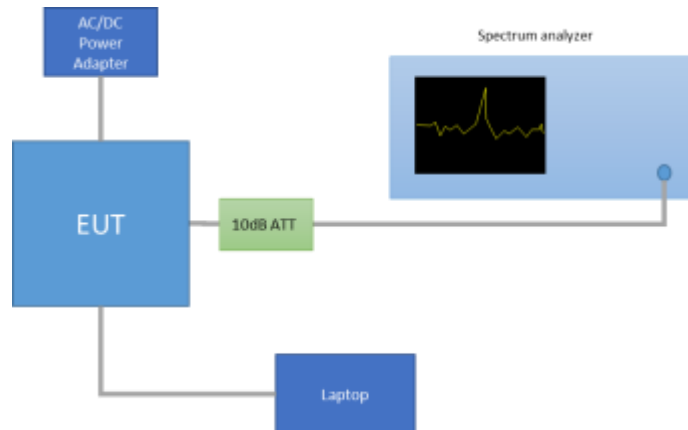 AC/DC
Power
Adapter
Spectrum analyzer
EUT
10dB ATT
Laptop